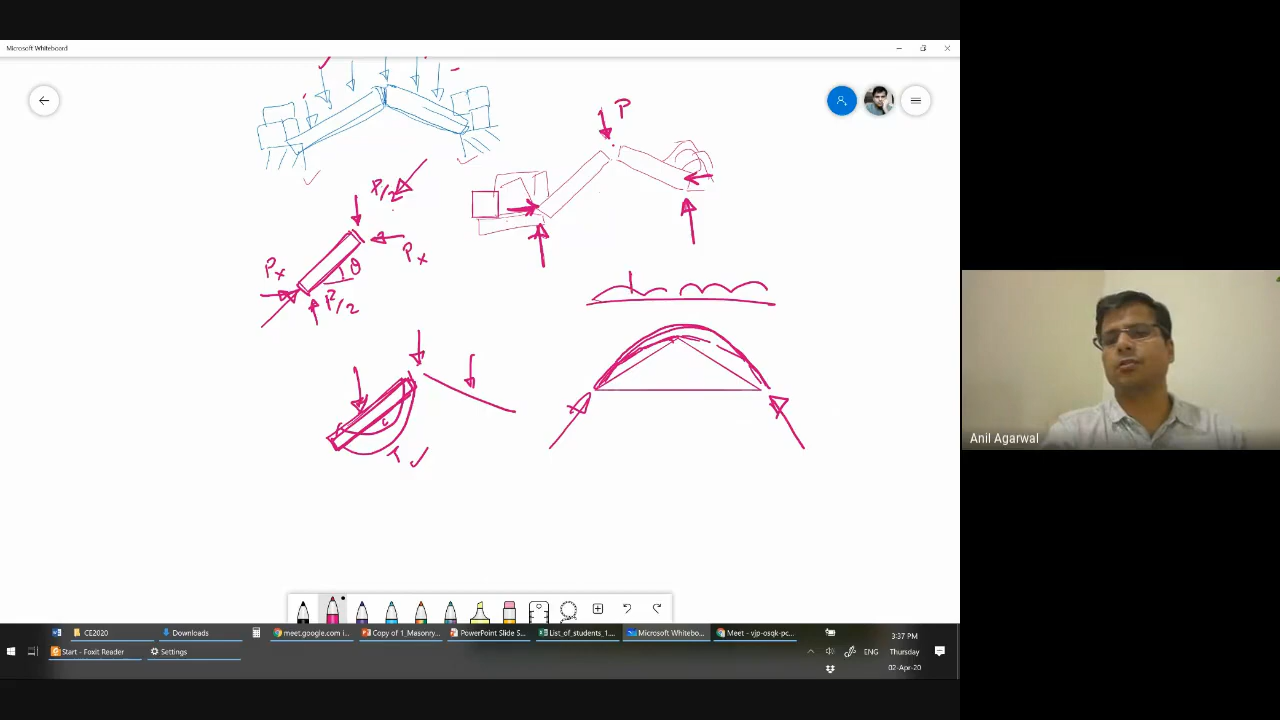 Microsoft Whiteboard
P
P/2
Px
Px
θ
P/2
C
T
Anil Agarwal
CE2020
Downloads
meet.google.com i...
Copy of 1_Masonry...
PowerPoint Slide S...
List_of_students_1...
Microsoft Whitebo...
Meet - vjp-osqk-pc...
Start - Foxit Reader
Settings
ENG
3:37 PM
Thursday
02-Apr-20